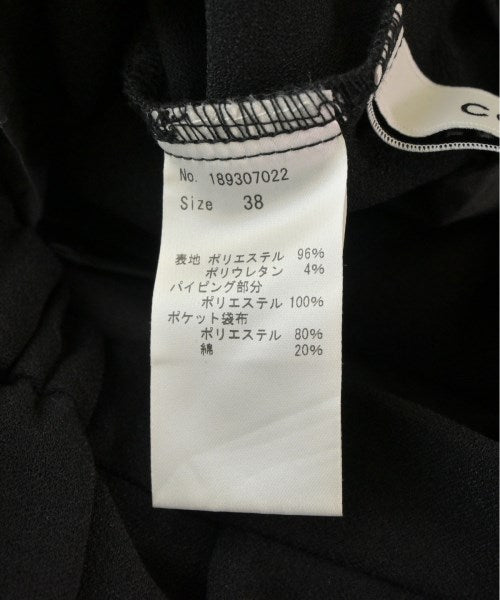 No. 189307022
Size 38
表地 ポリエステル 96%
ポリウレタン 4%
パイピング部分
ポリエステル 100%
ポケット袋布
ポリエステル 80%
綿 20%